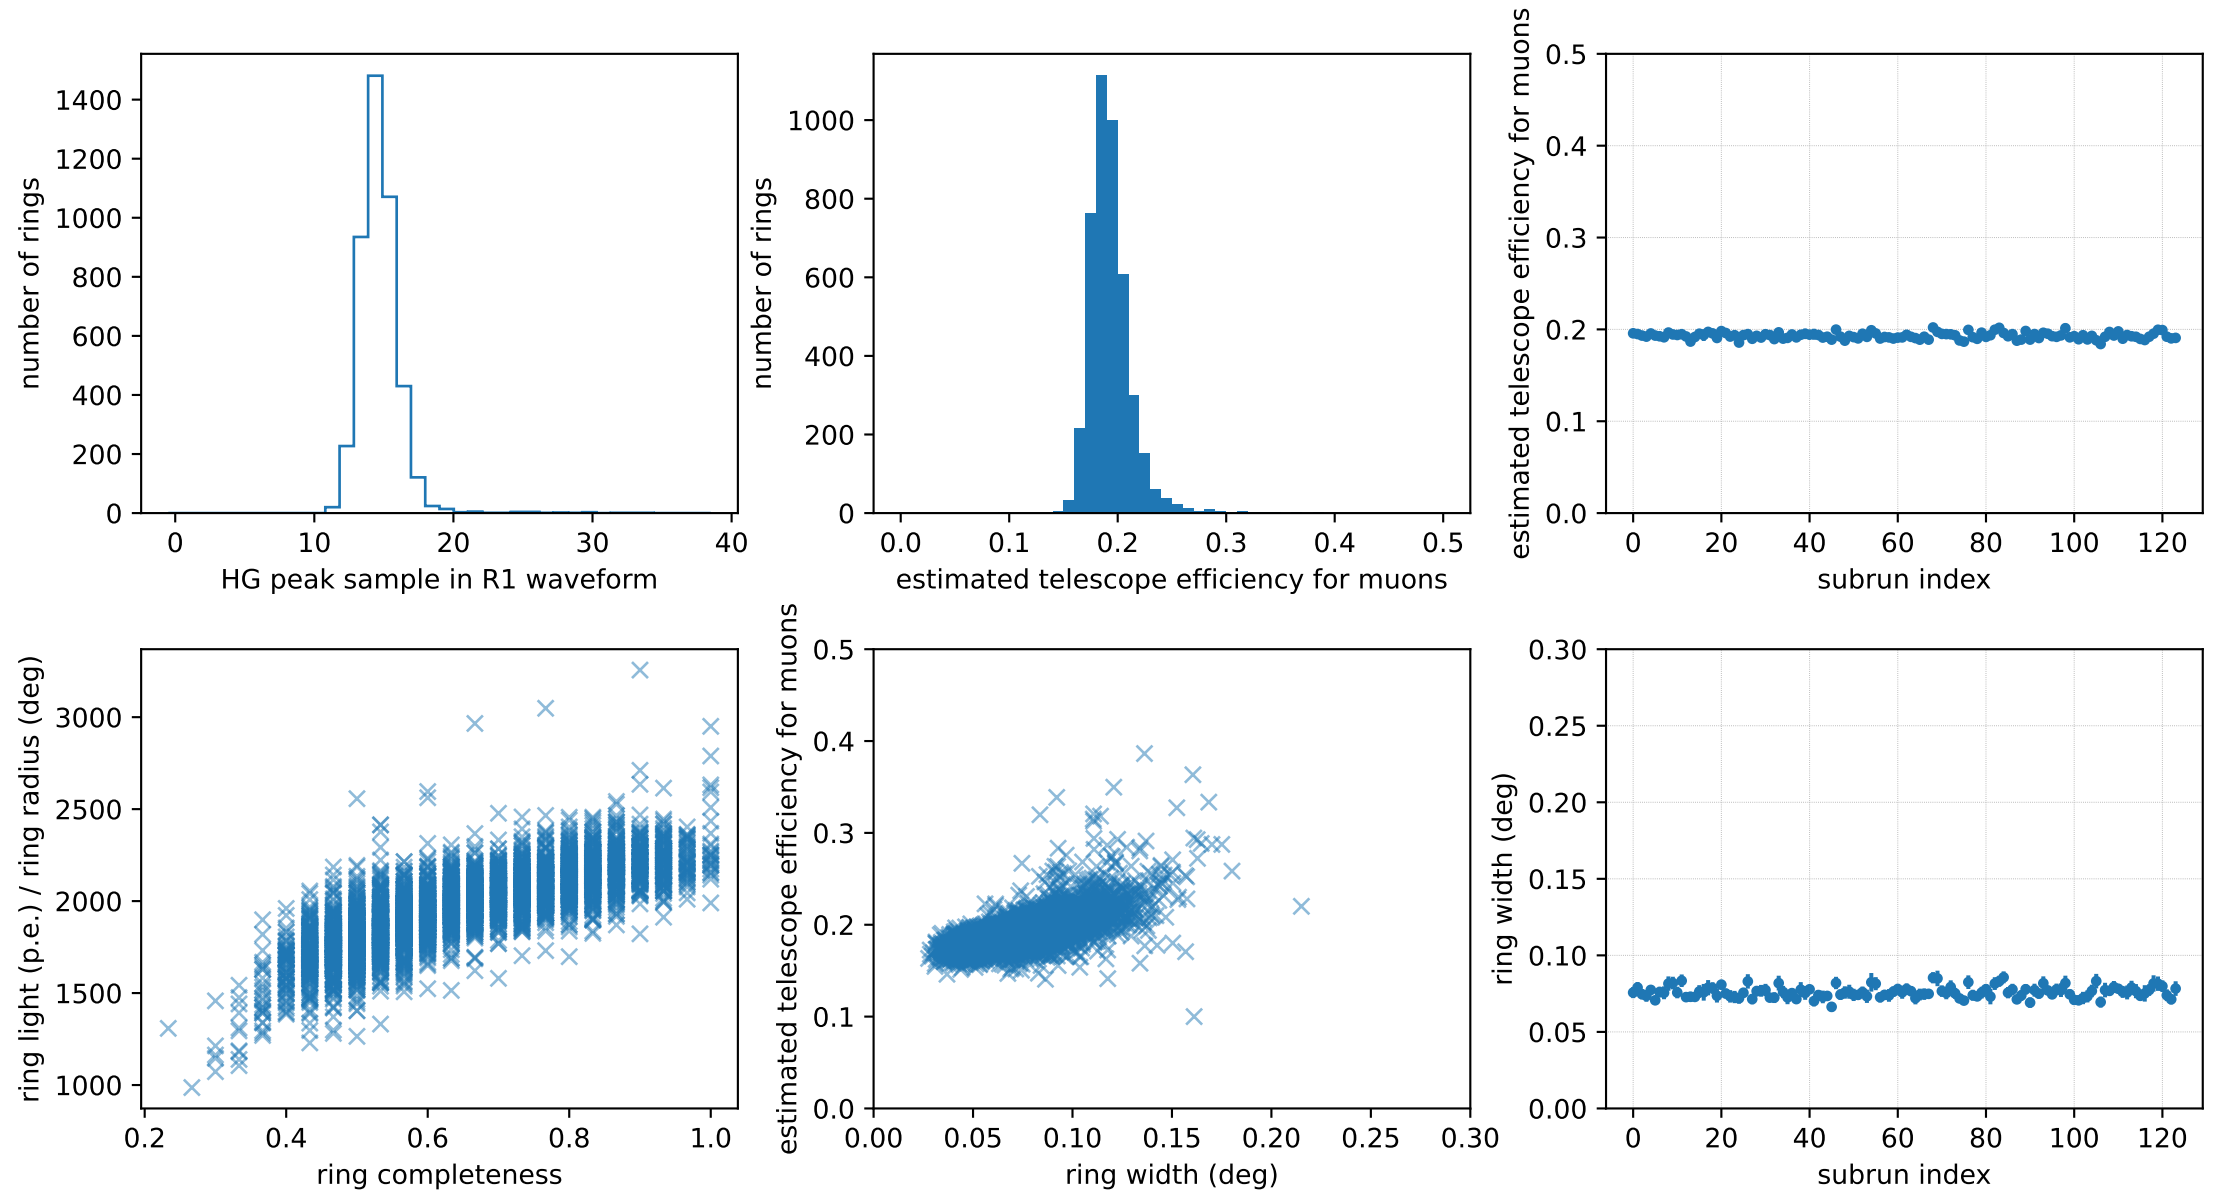 number of rings
1400
1200
1000
800
600
400
200
0
0 10 20 30 40
HG peak sample in R1 waveform
number of rings
1000
800
600
400
200
0
0.0 0.1 0.2 0.3 0.4 0.5
estimated telescope efficiency for muons
estimated telescope efficiency for muons
0.5
0.4
0.3
0.2
0.1
0.0
0 20 40 60 80 100 120
subrun index
ring light (p.e.) / ring radius (deg)
3000
2500
2000
1500
1000
0.2 0.4 0.6 0.8 1.0
ring completeness
estimated telescope efficiency for muons
0.5
0.4
0.3
0.2
0.1
0.0
0.00 0.05 0.10 0.15 0.20 0.25 0.30
ring width (deg)
ring width (deg)
0.30
0.25
0.20
0.15
0.10
0.05
0.00
0 20 40 60 80 100 120
subrun index